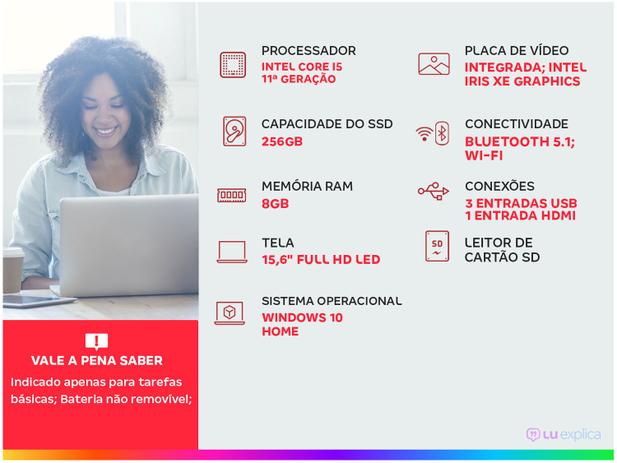 PROCESSADOR
INTEL CORE I5
11ª GERAÇÃO
CAPACIDADE DO SSD
256GB
MEMÓRIA RAM
8GB
TELA
15,6" FULL HD LED
SISTEMA OPERACIONAL
WINDOWS 10
HOME
PLACA DE VÍDEO
INTEGRADA; INTEL
IRIS XE GRAPHICS
CONECTIVIDADE
BLUETOOTH 5.1;
WI-FI
CONEXÕES
3 ENTRADAS USB
1 ENTRADA HDMI
SD
LEITOR DE
CARTÃO SD
VALE A PENA SABER
Indicado apenas para tarefas
básicas; Bateria não removível;
Lu explica